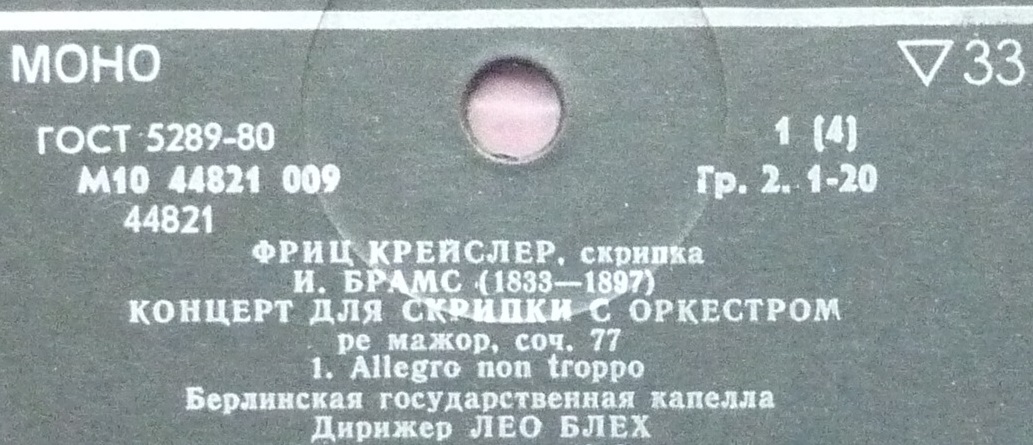 МОНО ▽33
ГОСТ 5289-80 1 (4)
М10 44821 009 Гр. 2. 1-20
44821
ФРИЦ КРЕЙСЛЕР, скрипка
И. БРАМС (1833—1897)
КОНЦЕРТ ДЛЯ СКРИПКИ С ОРКЕСТРОМ
ре мажор, соч. 77
1. Allegro non troppo
Берлинская государственная капелла
Дирижер ЛЕО БЛЕХ